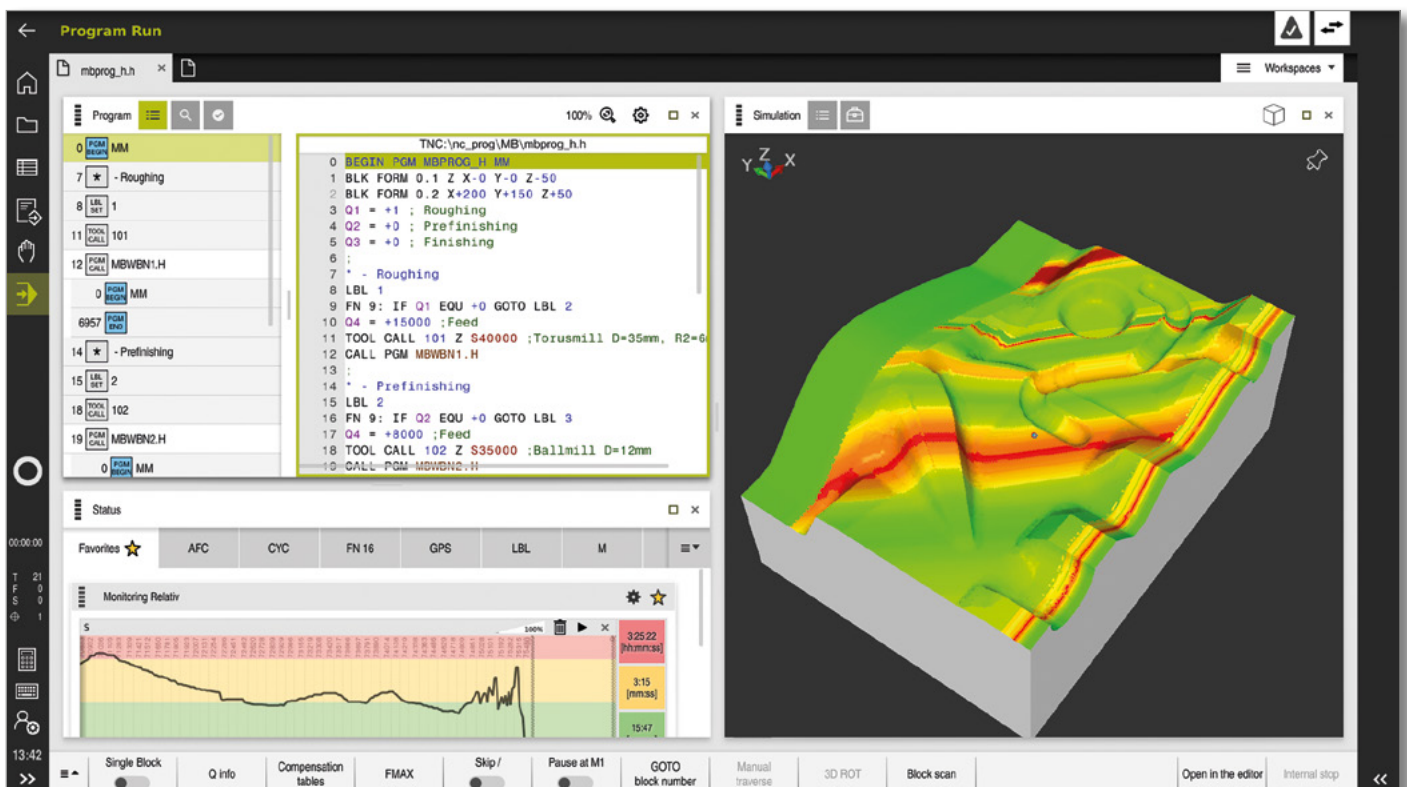 Program Run
mbprog_h.h ×
Workspaces
Program
100%
0 PGM BEGIN MM
7 * - Roughing
8 LBL SET 1
11 TOOL CALL 101
12 PGM CALL MBWBN1.H
0 PGM BEGIN MM
6957 PGM END
14 * - Prefinishing
15 LBL SET 2
18 TOOL CALL 102
19 PGM CALL MBWBN2.H
0 PGM BEGIN MM
TNC:\nc_prog\MB\mbprog_h.h
0 BEGIN PGM MBPROG_H MM
1 BLK FORM 0.1 Z X-0 Y-0 Z-50
2 BLK FORM 0.2 X+200 Y+150 Z+50
3 Q1 = +1 ; Roughing
4 Q2 = +0 ; Prefinishing
5 Q3 = +0 ; Finishing
6 ;
7 * - Roughing
8 LBL 1
9 FN 9: IF Q1 EQU +0 GOTO LBL 2
10 Q4 = +15000 ;Feed
11 TOOL CALL 101 Z S40000 ;Torusmill D=35mm, R2=6
12 CALL PGM MBWBN1.H
13 ;
14 * - Prefinishing
15 LBL 2
16 FN 9: IF Q2 EQU +0 GOTO LBL 3
17 Q4 = +8000 ;Feed
18 TOOL CALL 102 Z S35000 ;Ballmill D=12mm
19 CALL PGM MBWBN2.H
Simulation
Y Z X
Status
Favorites
AFC
CYC
FN 16
GPS
LBL
M
Monitoring Relativ
S
100%
3:25:22
[hh:mm:ss]
3:15
[mm:ss]
15:47
00:00:00
T 21
F 0
S 0
1
13:42
Single Block
Q info
Compensation
tables
FMAX
Skip /
Pause at M1
GOTO
block number
Manual
traverse
3D ROT
Block scan
Open in the editor
Internal stop